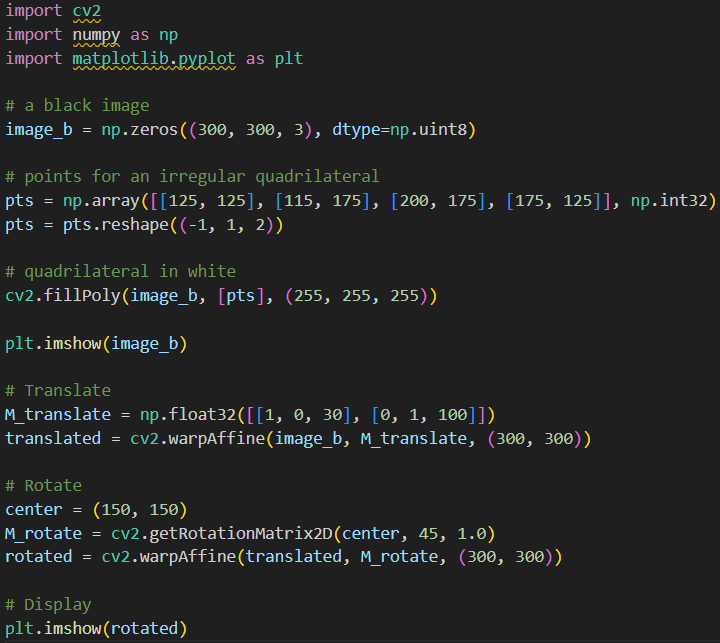 import cv2
import numpy as np
import matplotlib.pyplot as plt

# a black image
image_b = np.zeros((300, 300, 3), dtype=np.uint8)

# points for an irregular quadrilateral
pts = np.array([[125, 125], [115, 175], [200, 175], [175, 125]], np.int32)
pts = pts.reshape((-1, 1, 2))

# quadrilateral in white
cv2.fillPoly(image_b, [pts], (255, 255, 255))

plt.imshow(image_b)

# Translate
M_translate = np.float32([[1, 0, 30], [0, 1, 100]])
translated = cv2.warpAffine(image_b, M_translate, (300, 300))

# Rotate
center = (150, 150)
M_rotate = cv2.getRotationMatrix2D(center, 45, 1.0)
rotated = cv2.warpAffine(translated, M_rotate, (300, 300))

# Display
plt.imshow(rotated)